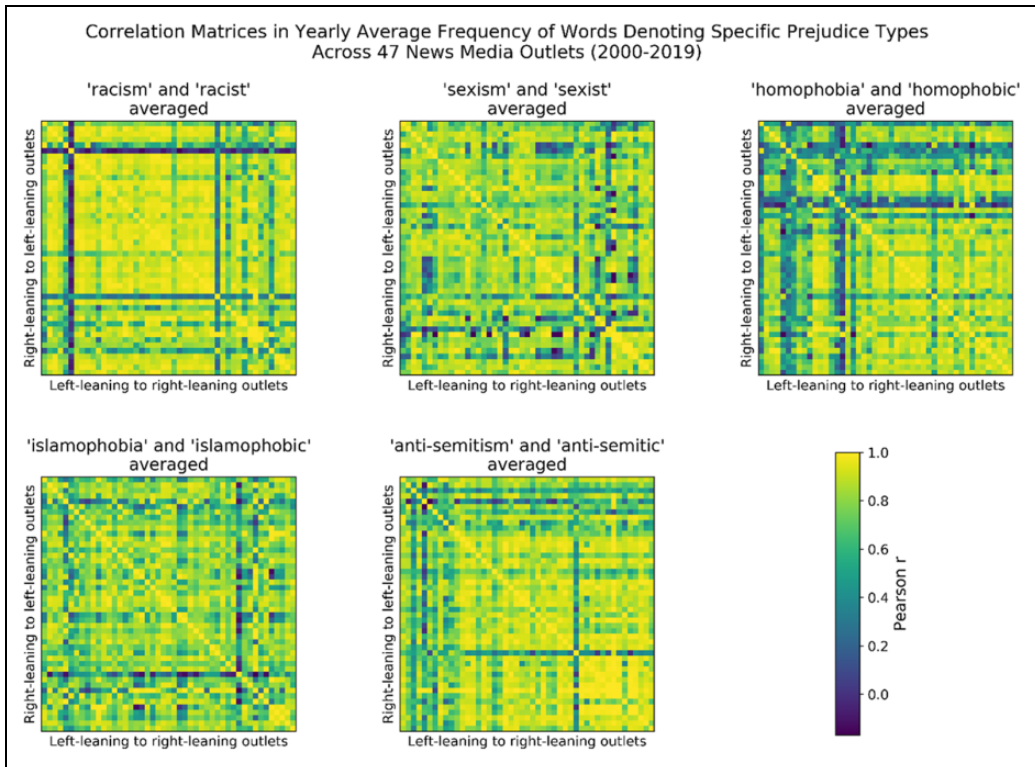 Correlation Matrices in Yearly Average Frequency of Words Denoting Specific Prejudice Types
Across 47 News Media Outlets (2000-2019)
'racism' and 'racist'
averaged
Right-leaning to left-leaning outlets
Left-leaning to right-leaning outlets
'sexism' and 'sexist'
averaged
Right-leaning to left-leaning outlets
Left-leaning to right-leaning outlets
'homophobia' and 'homophobic'
averaged
Right-leaning to left-leaning outlets
Left-leaning to right-leaning outlets
'islamophobia' and 'islamophobic'
averaged
Right-leaning to left-leaning outlets
Left-leaning to right-leaning outlets
'anti-semitism' and 'anti-semitic'
averaged
Right-leaning to left-leaning outlets
Left-leaning to right-leaning outlets
1.0
0.8
0.6
0.4
0.2
0.0
Pearson r